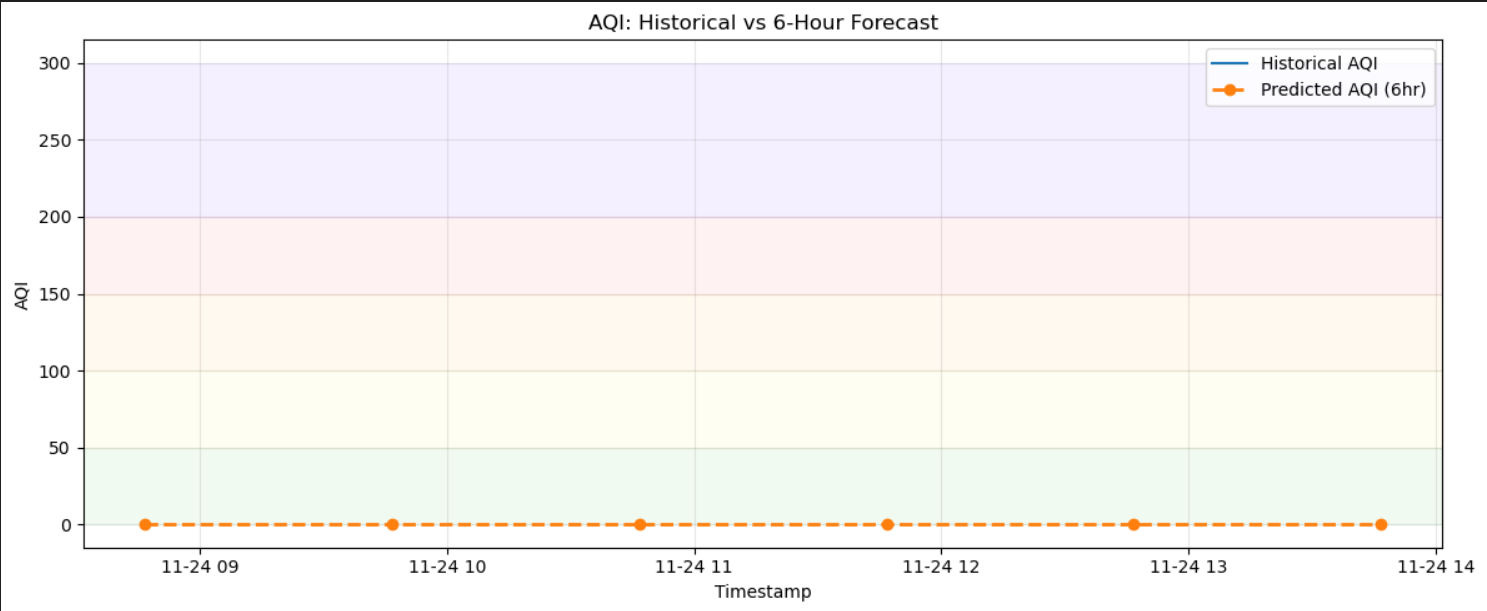 AQI: Historical vs 6-Hour Forecast
Historical AQI
Predicted AQI (6hr)
300
250
200
150
100
50
0
AQI
11-24 09
11-24 10
11-24 11
11-24 12
11-24 13
11-24 14
Timestamp